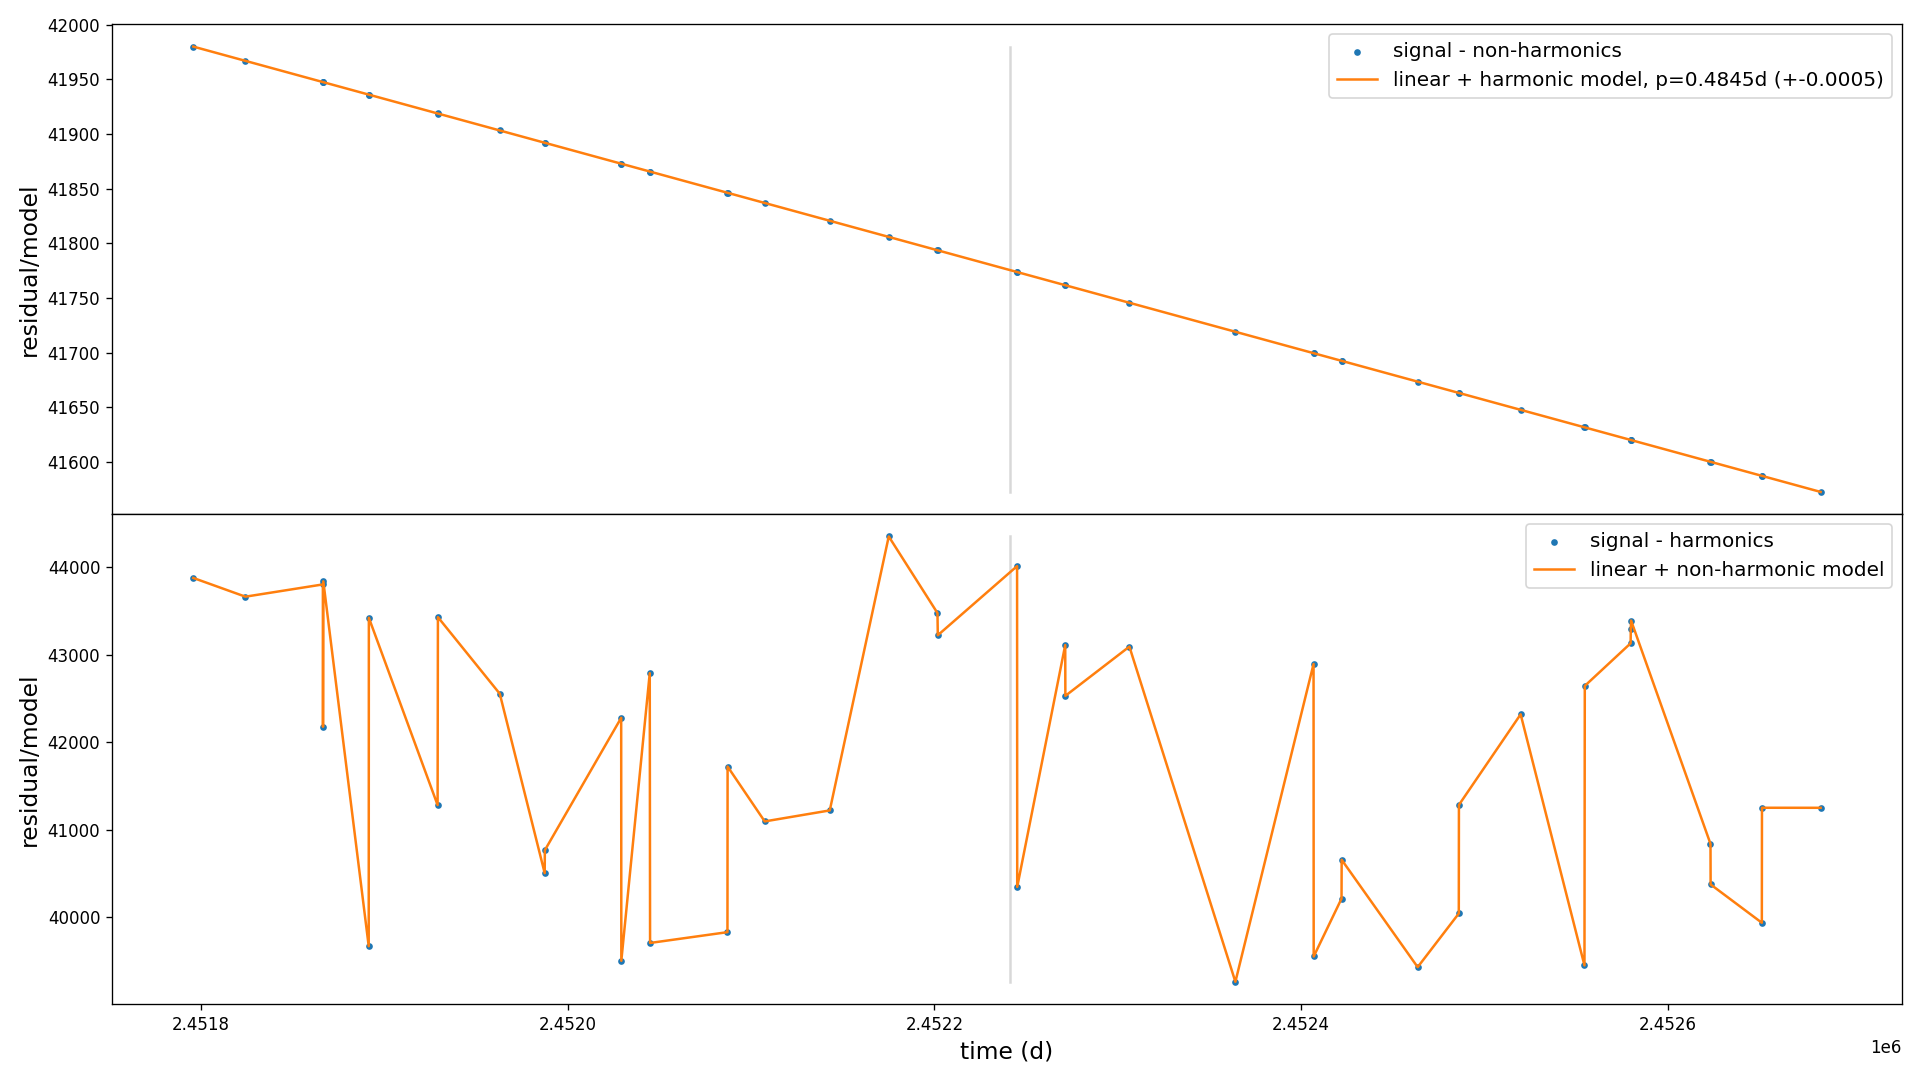 42000
41950
41900
41850
41800
41750
41700
41650
41600
residual/model
signal - non-harmonics
linear + harmonic model, p=0.4845d (+-0.0005)
44000
43000
42000
41000
40000
residual/model
signal - harmonics
linear + non-harmonic model
2.4518 2.4520 2.4522 2.4524 2.4526
time (d)
1e6